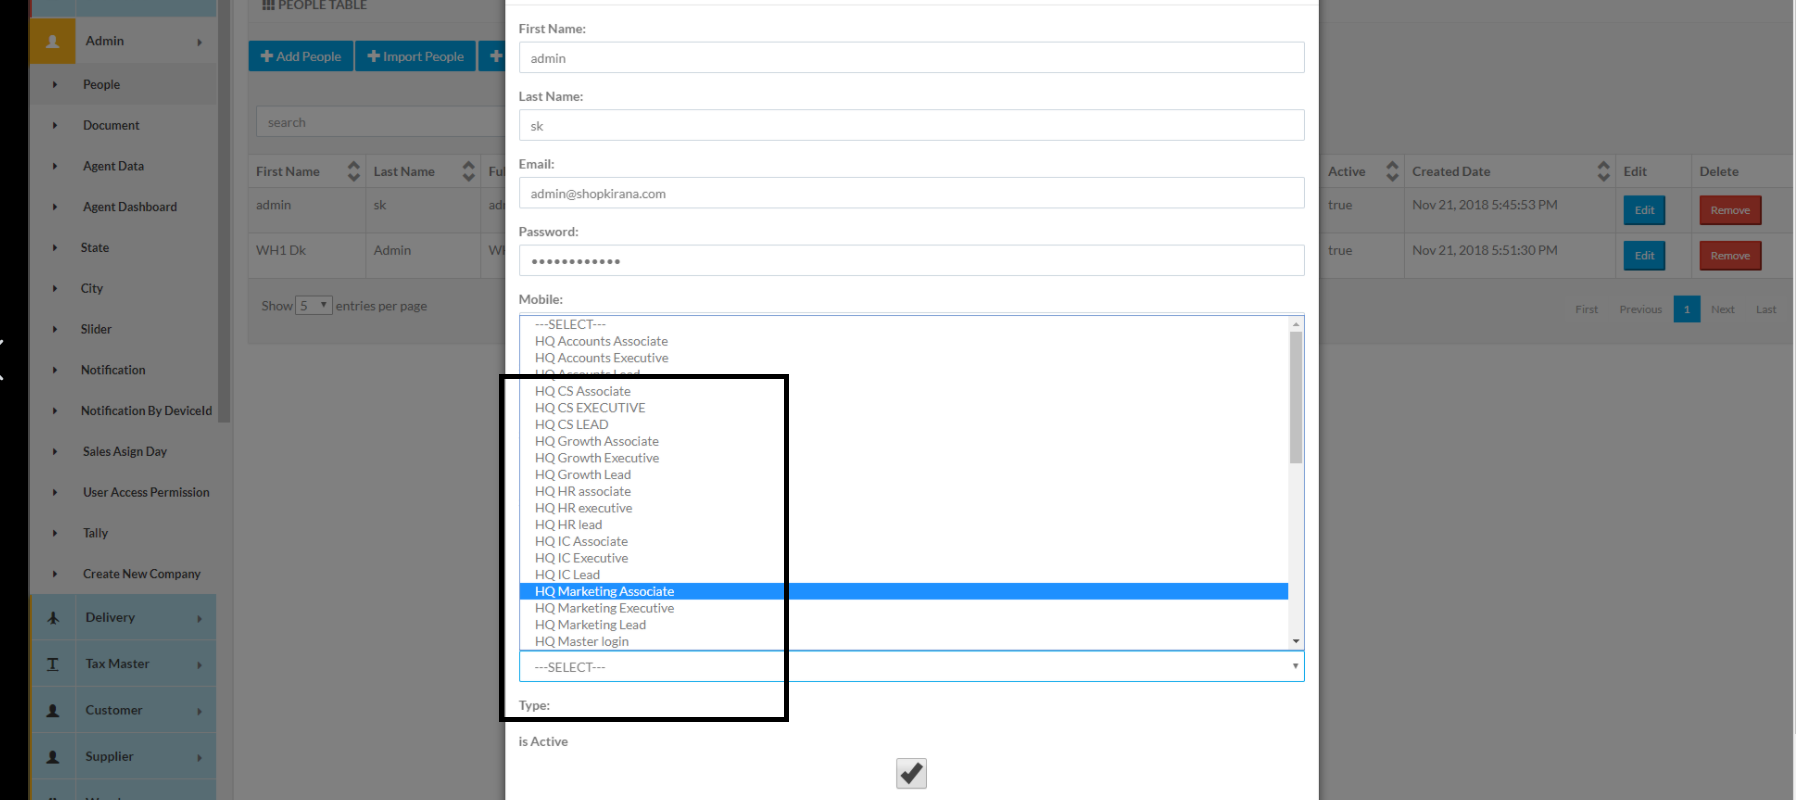 PEOPLE TABLE
Admin
People
Document
Agent Data
Agent Dashboard
State
City
Slider
Notification
Notification By DeviceId
Sales Asign Day
User Access Permission
Tally
Create New Company
Delivery
Tax Master
Customer
Supplier
Add People
Import People
search
First Name
Last Name
admin
sk
WH1 Dk
Admin
Show 5 entries per page
First Name:
admin
Last Name:
sk
Email:
admin@shopkirana.com
Password:
••••••••••••
Mobile:
---SELECT---
HQ Accounts Associate
HQ Accounts Executive
HQ Accounts Lead
HQ CS Associate
HQ CS EXECUTIVE
HQ CS LEAD
HQ Growth Associate
HQ Growth Executive
HQ Growth Lead
HQ HR associate
HQ HR executive
HQ HR lead
HQ IC Associate
HQ IC Executive
HQ IC Lead
HQ Marketing Associate
HQ Marketing Executive
HQ Marketing Lead
HQ Master login
---SELECT---
Type:
is Active
Active Created Date Edit Delete
true Nov 21, 2018 5:45:53 PM Edit Remove
true Nov 21, 2018 5:51:30 PM Edit Remove
First Previous 1 Next Last